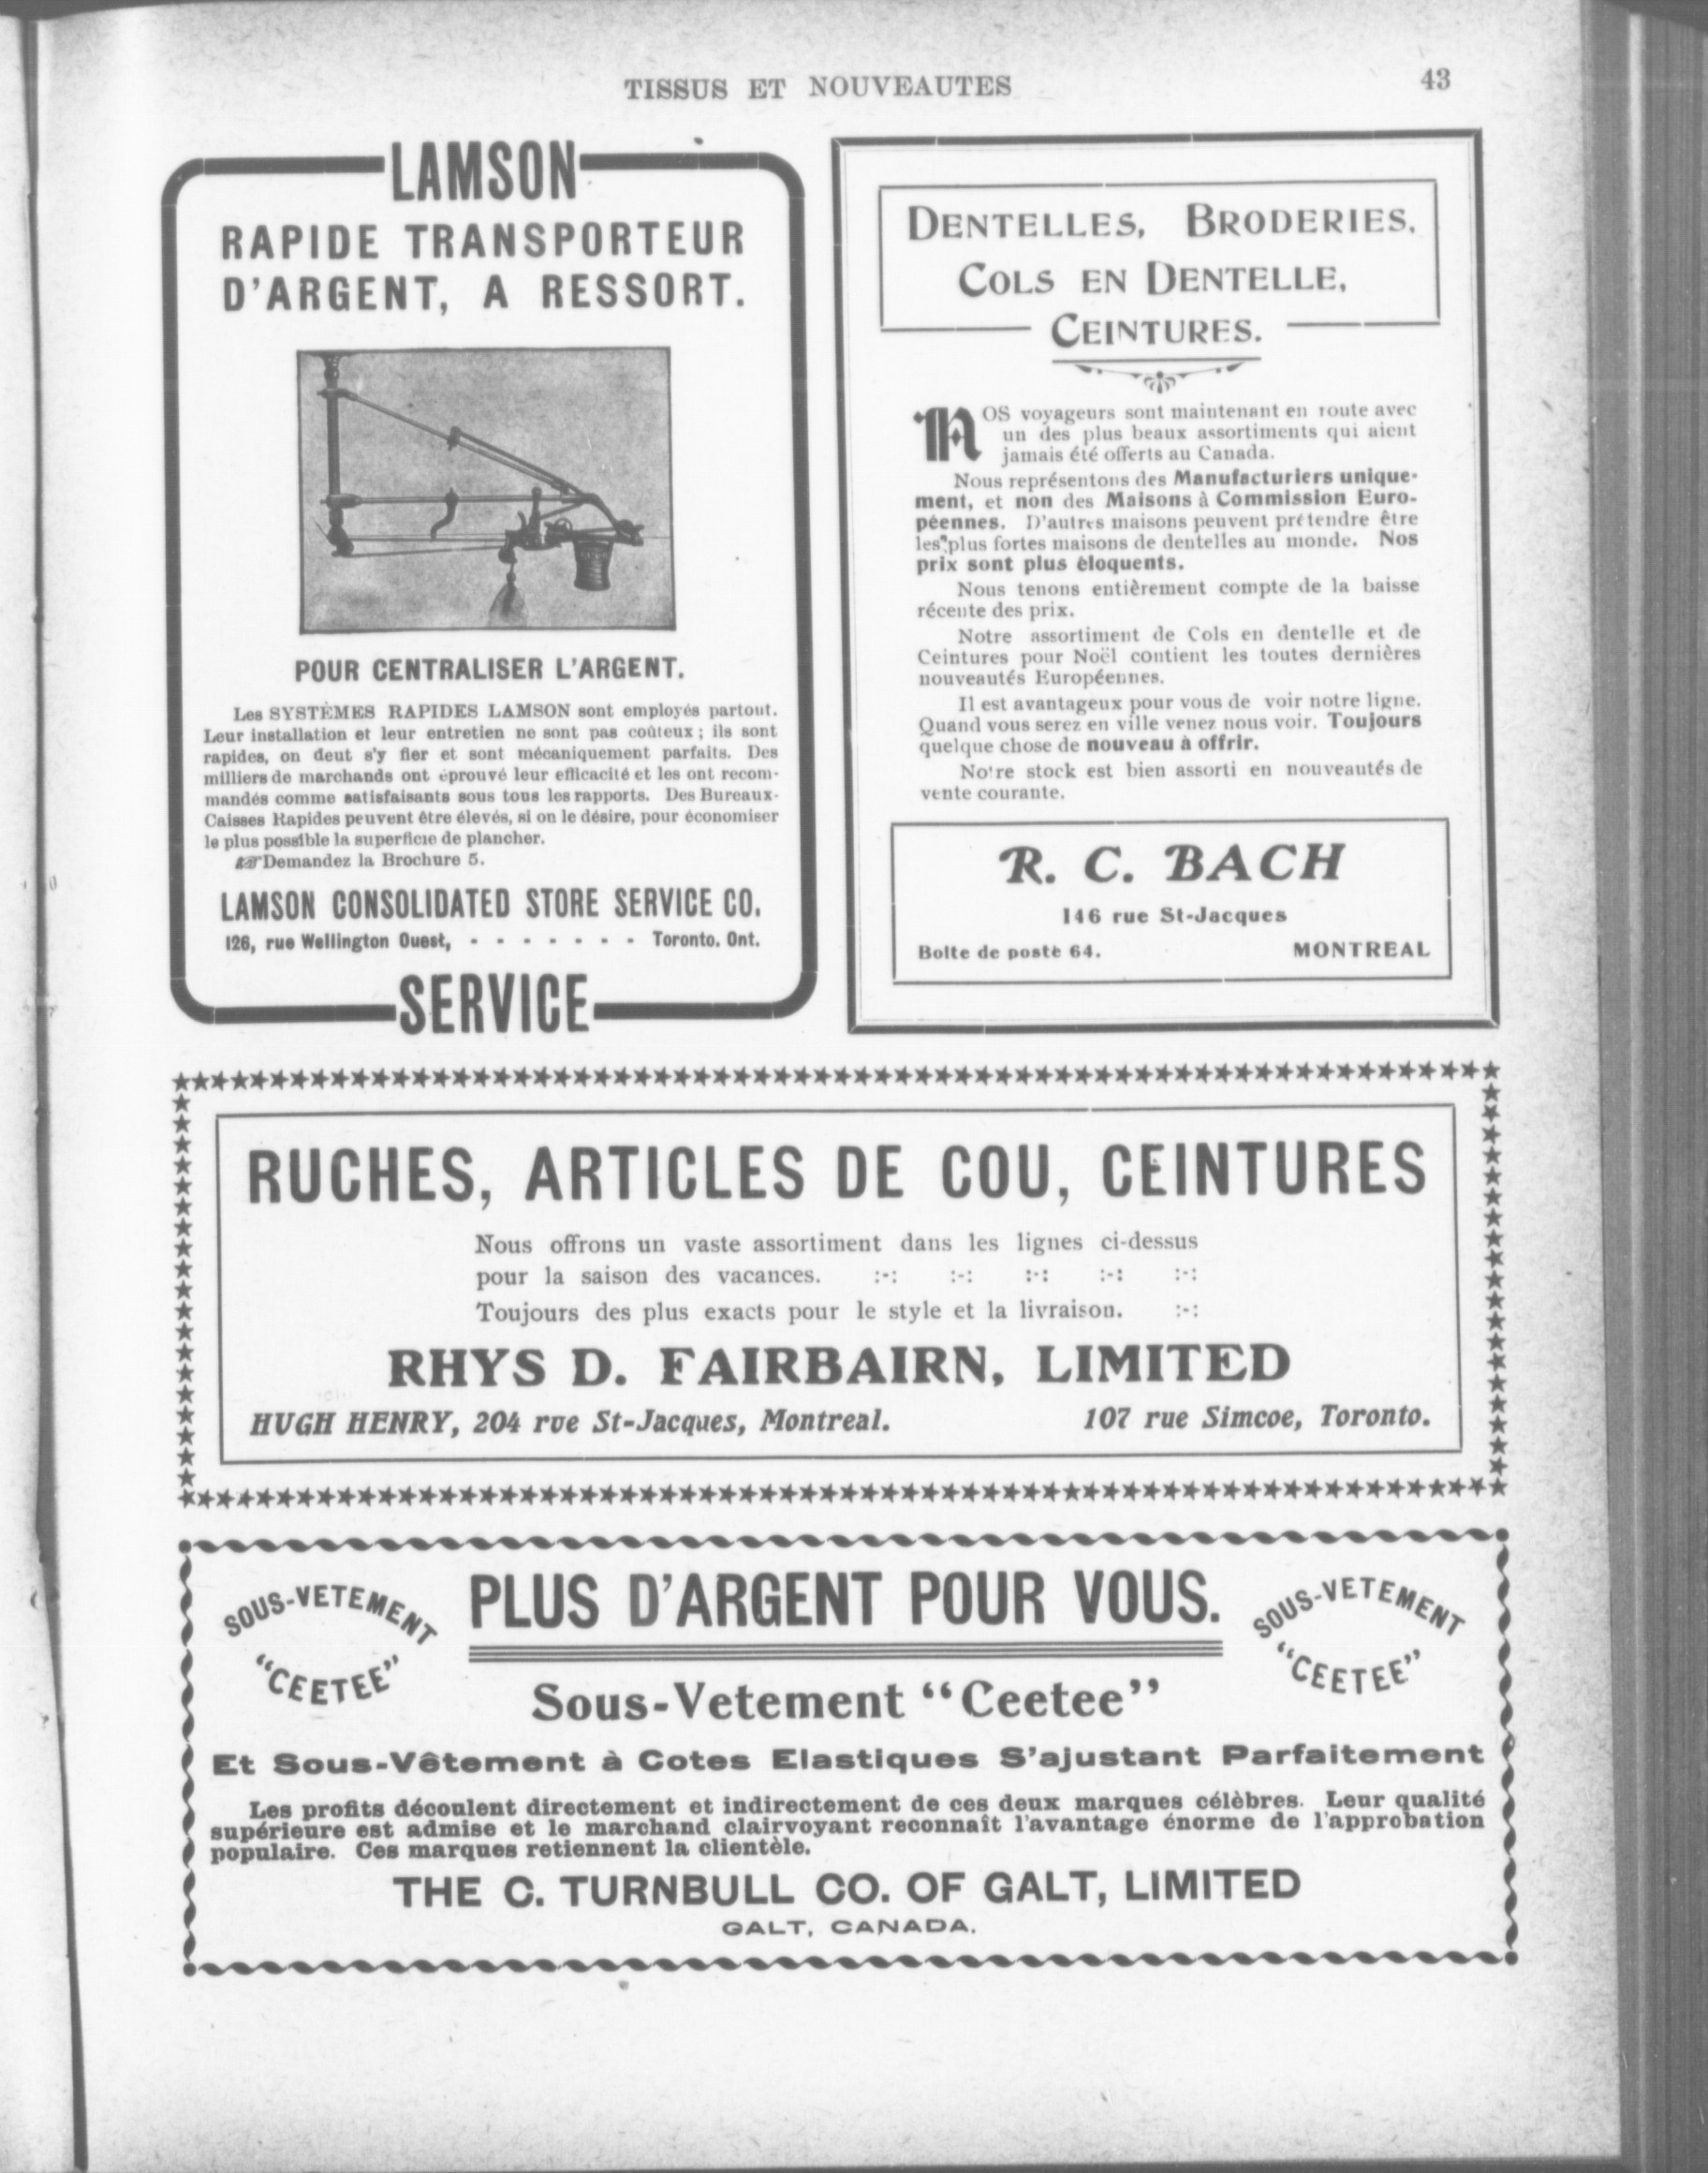 TISSUS ET NOUVEAUTES
43
LAMSON
RAPIDE TRANSPORTEUR
D'ARGENT, A RESSORT.
POUR CENTRALISER L'ARGENT.
Les SYSTÈMES RAPIDES LAMSON sont employés partout.
Leur installation et leur entretien ne sont pas coûteux ; ils sont
rapides, on deut s'y fier et sont mécaniquement parfaits. Des
milliers de marchands ont éprouvé leur efficacité et les ont recom-
mandés comme satisfaisants sous tous les rapports. Des Bureaux-
Caisses Rapides peuvent être élevés, si on le désire, pour économiser
le plus possible la superficie de plancher.
Demandez la Brochure 5.
LAMSON CONSOLIDATED STORE SERVICE CO.
126, rue Wellington Ouest, - - - - - - - Toronto. Ont.
SERVICE
DENTELLES, BRODERIES,
COLS EN DENTELLE,
CEINTURES.
NOS voyageurs sont maintenant en route avec
un des plus beaux assortiments qui aient
jamais été offerts au Canada.
Nous représentons des Manufacturiers unique-
ment, et non des Maisons à Commission Euro-
péennes. D'autres maisons peuvent prétendre être
les plus fortes maisons de dentelles au monde. Nos
prix sont plus éloquents.
Nous tenons entièrement compte de la baisse
récente des prix.
Notre assortiment de Cols en dentelle et de
Ceintures pour Noël contient les toutes dernières
nouveautés Européennes.
Il est avantageux pour vous de voir notre ligne.
Quand vous serez en ville venez nous voir. Toujours
quelque chose de nouveau à offrir.
Notre stock est bien assorti en nouveautés de
vente courante.
R. C. BACH
146 rue St-Jacques
Boîte de poste 64. MONTREAL
RUCHES, ARTICLES DE COU, CEINTURES
Nous offrons un vaste assortiment dans les lignes ci-dessus
pour la saison des vacances. :-: :-: :-: :-: :-:
Toujours des plus exacts pour le style et la livraison. :-:
RHYS D. FAIRBAIRN, LIMITED
HUGH HENRY, 204 rue St-Jacques, Montreal. 107 rue Simcoe, Toronto.
SOUS-VETEMENT
"CEETEE"
PLUS D'ARGENT POUR VOUS.
SOUS-VETEMENT
"CEETEE"
Sous-Vetement "Ceetee"
Et Sous-Vêtement à Cotes Elastiques S'ajustant Parfaitement
Les profits découlent directement et indirectement de ces deux marques célèbres. Leur qualité
supérieure est admise et le marchand clairvoyant reconnaît l'avantage énorme de l'approbation
populaire. Ces marques retiennent la clientèle.
THE C. TURNBULL CO. OF GALT, LIMITED
GALT, CANADA.